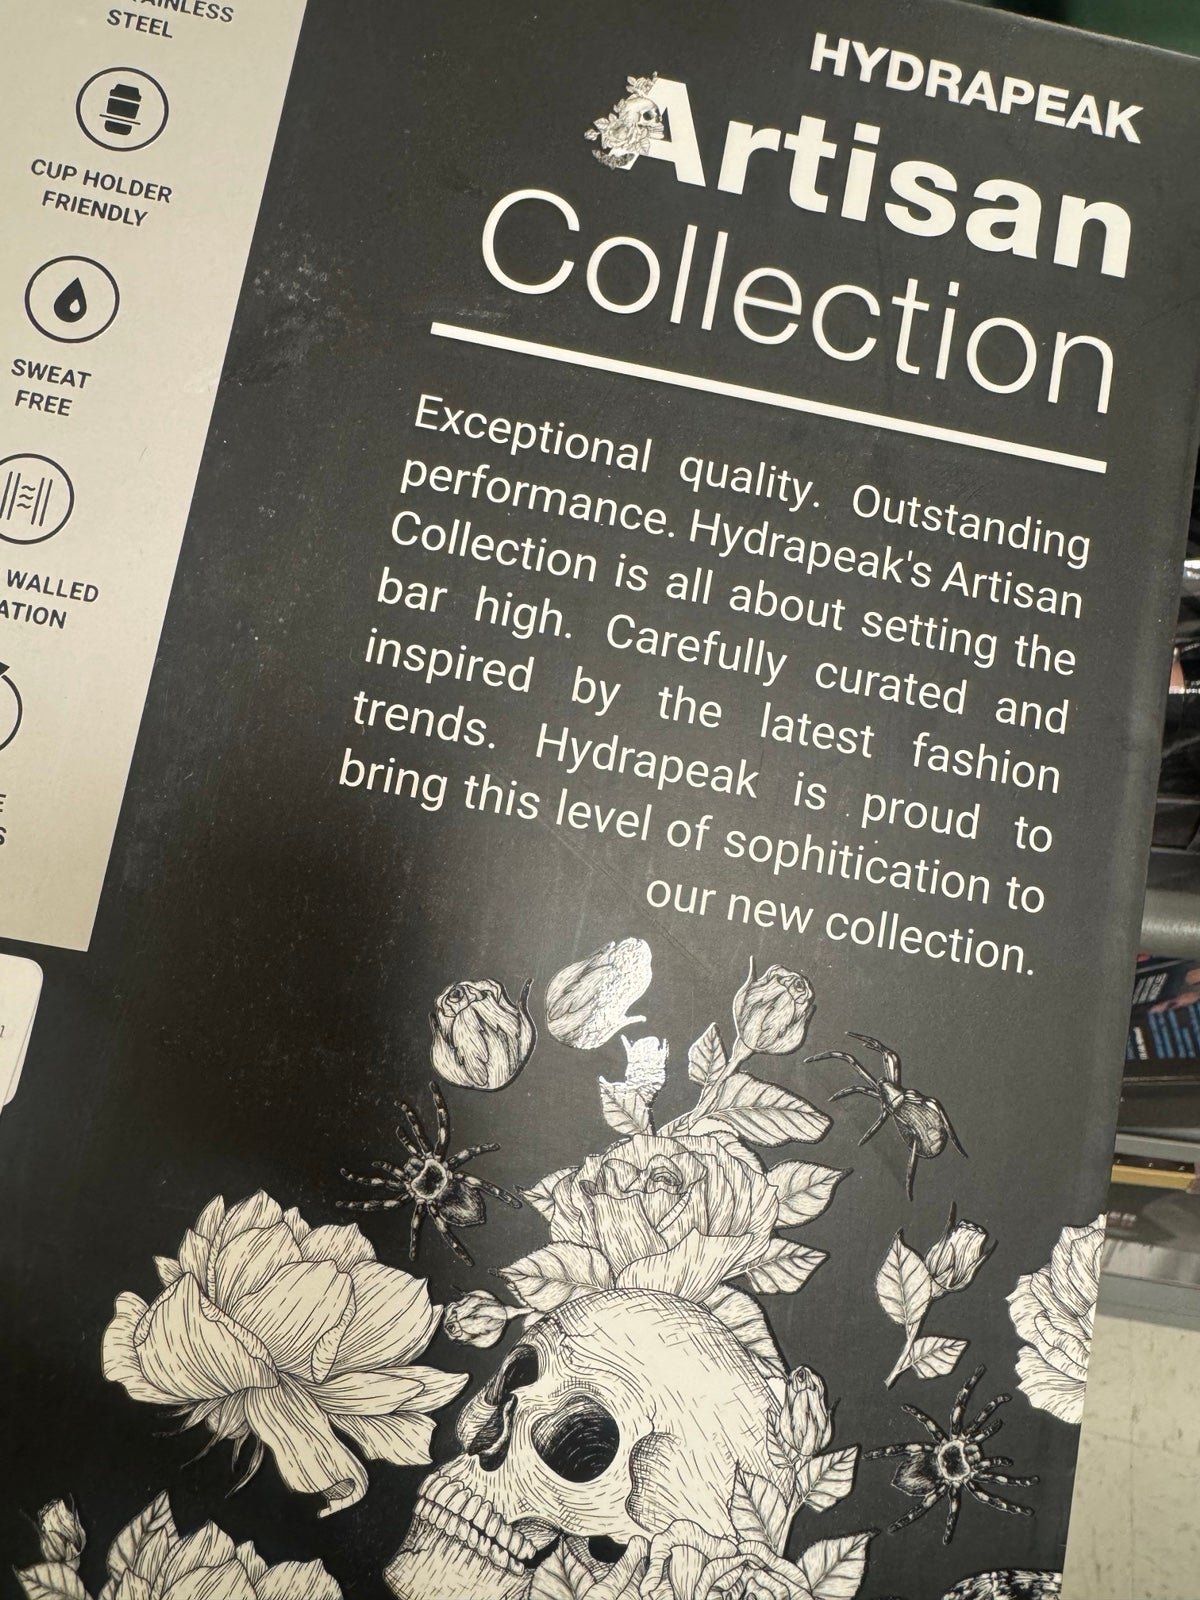 STEEL
CUP HOLDER
FRIENDLY
SWEAT
FREE
WALLED
HYDRAPEAK
Artisan
Collection
Exceptional quality. Outstanding
performance. Hydrapeak's Artisan
Collection is all about setting the
bar high. Carefully curated and
inspired by the latest fashion
trends. Hydrapeak is proud to
bring this level of sophitication to
our new collection.